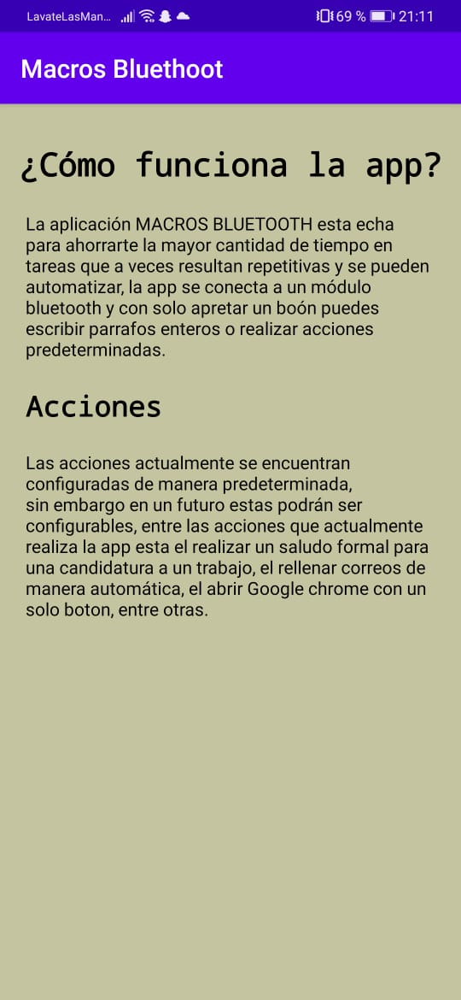 LavateLasMan... 69 % 21:11
Macros Bluethoot
¿Cómo funciona la app?
La aplicación MACROS BLUETOOTH esta echa
para ahorrarte la mayor cantidad de tiempo en
tareas que a veces resultan repetitivas y se pueden
automatizar, la app se conecta a un módulo
bluetooth y con solo apretar un boón puedes
escribir parrafos enteros o realizar acciones
predeterminadas.
Acciones
Las acciones actualmente se encuentran
configuradas de manera predeterminada,
sin embargo en un futuro estas podrán ser
configurables, entre las acciones que actualmente
realiza la app esta el realizar un saludo formal para
una candidatura a un trabajo, el rellenar correos de
manera automática, el abrir Google chrome con un
solo boton, entre otras.